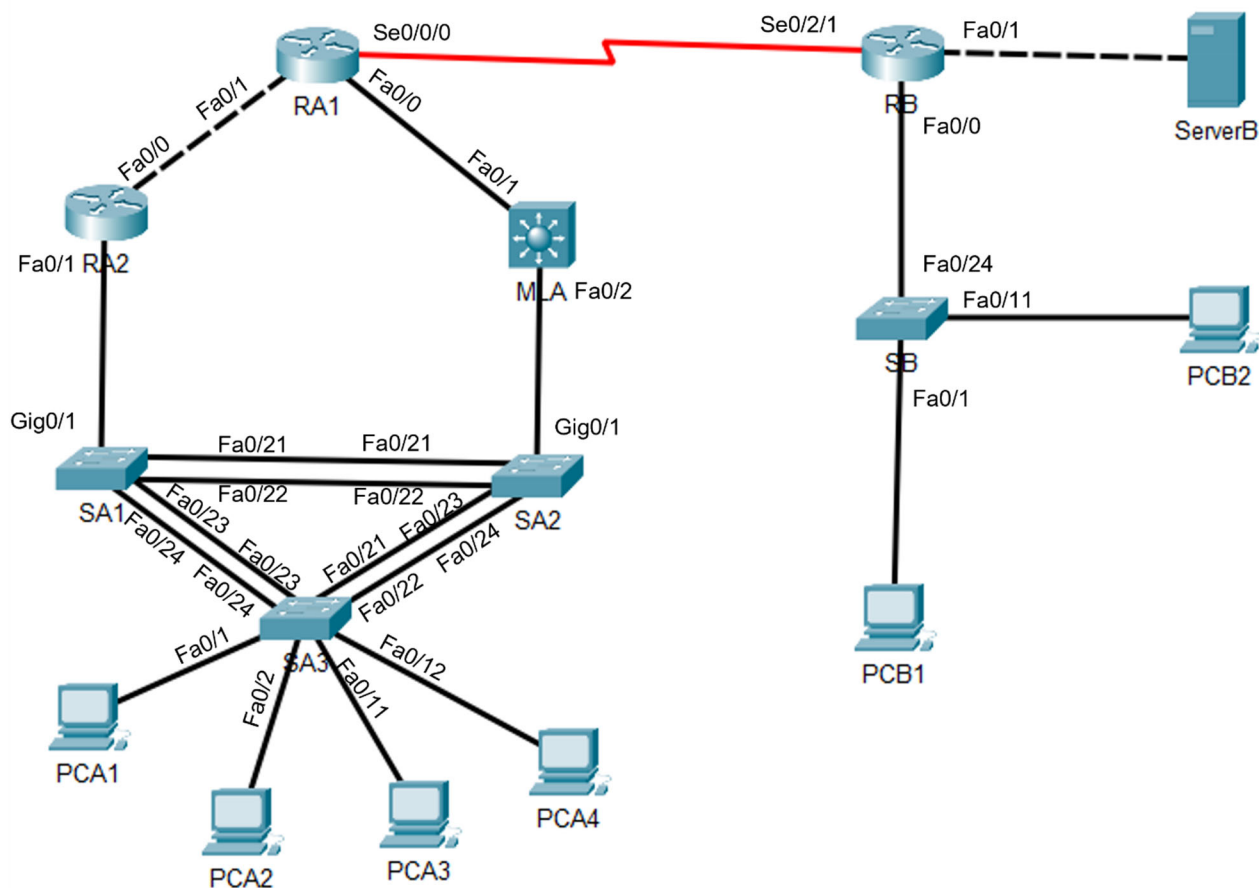 Se0/0/0
Se0/2/1
Fa0/1
RA1
RB
ServerB
Fa0/1
Fa0/0
Fa0/0
Fa0/0
Fa0/1
Fa0/1
RA2
MLA
Fa0/2
Fa0/24
Fa0/11
SB
PCB2
Fa0/1
Gig0/1
Gig0/1
Fa0/21
Fa0/21
Fa0/22
Fa0/22
SA1
SA2
Fa0/23
Fa0/23
Fa0/24
Fa0/23
Fa0/21
Fa0/24
Fa0/24
Fa0/22
Fa0/1
SA3
Fa0/2
Fa0/11
Fa0/12
PCB1
PCA1
PCA2
PCA3
PCA4